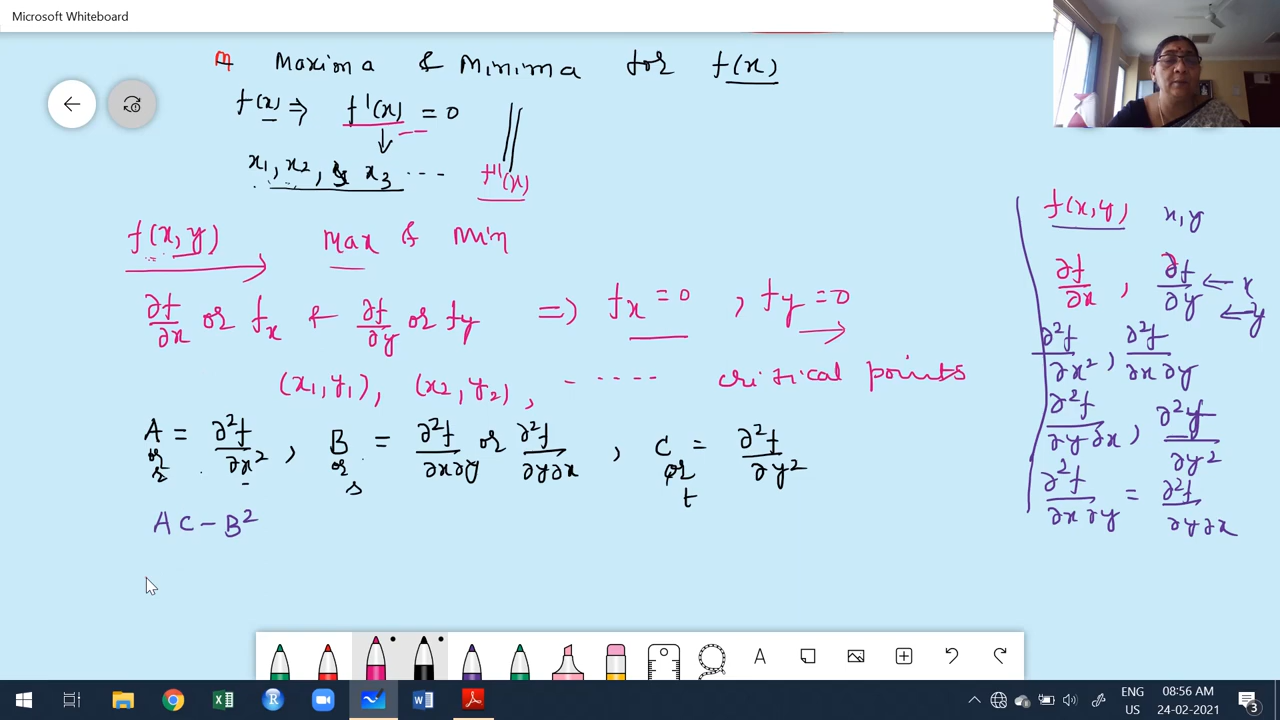 Microsoft Whiteboard
Maxima & Minima for f(x)
f(x) ⇒ f'(x) = 0
x₁, x₂, & x₃ ...
f''(x)
f(x,y) Max & Min
∂f/∂x or fx & ∂f/∂y or fy ⇒ fx = 0, fy = 0
(x₁,y₁), (x₂,y₂), ...... critical points
A = ∂²f/∂x², B = ∂²f/∂x∂y or ∂²f/∂y∂x, C = ∂²f/∂y²
or or or
s t
AC - B²
f(x,y) x,y
∂f/∂x, ∂f/∂y ← x
← y
∂²f/∂x², ∂²f/∂x∂y
∂²f/∂y∂x, ∂²y/∂y²
∂²f/∂x∂y = ∂²f/∂y∂x
A
ENG 08:56 AM
US 24-02-2021
3